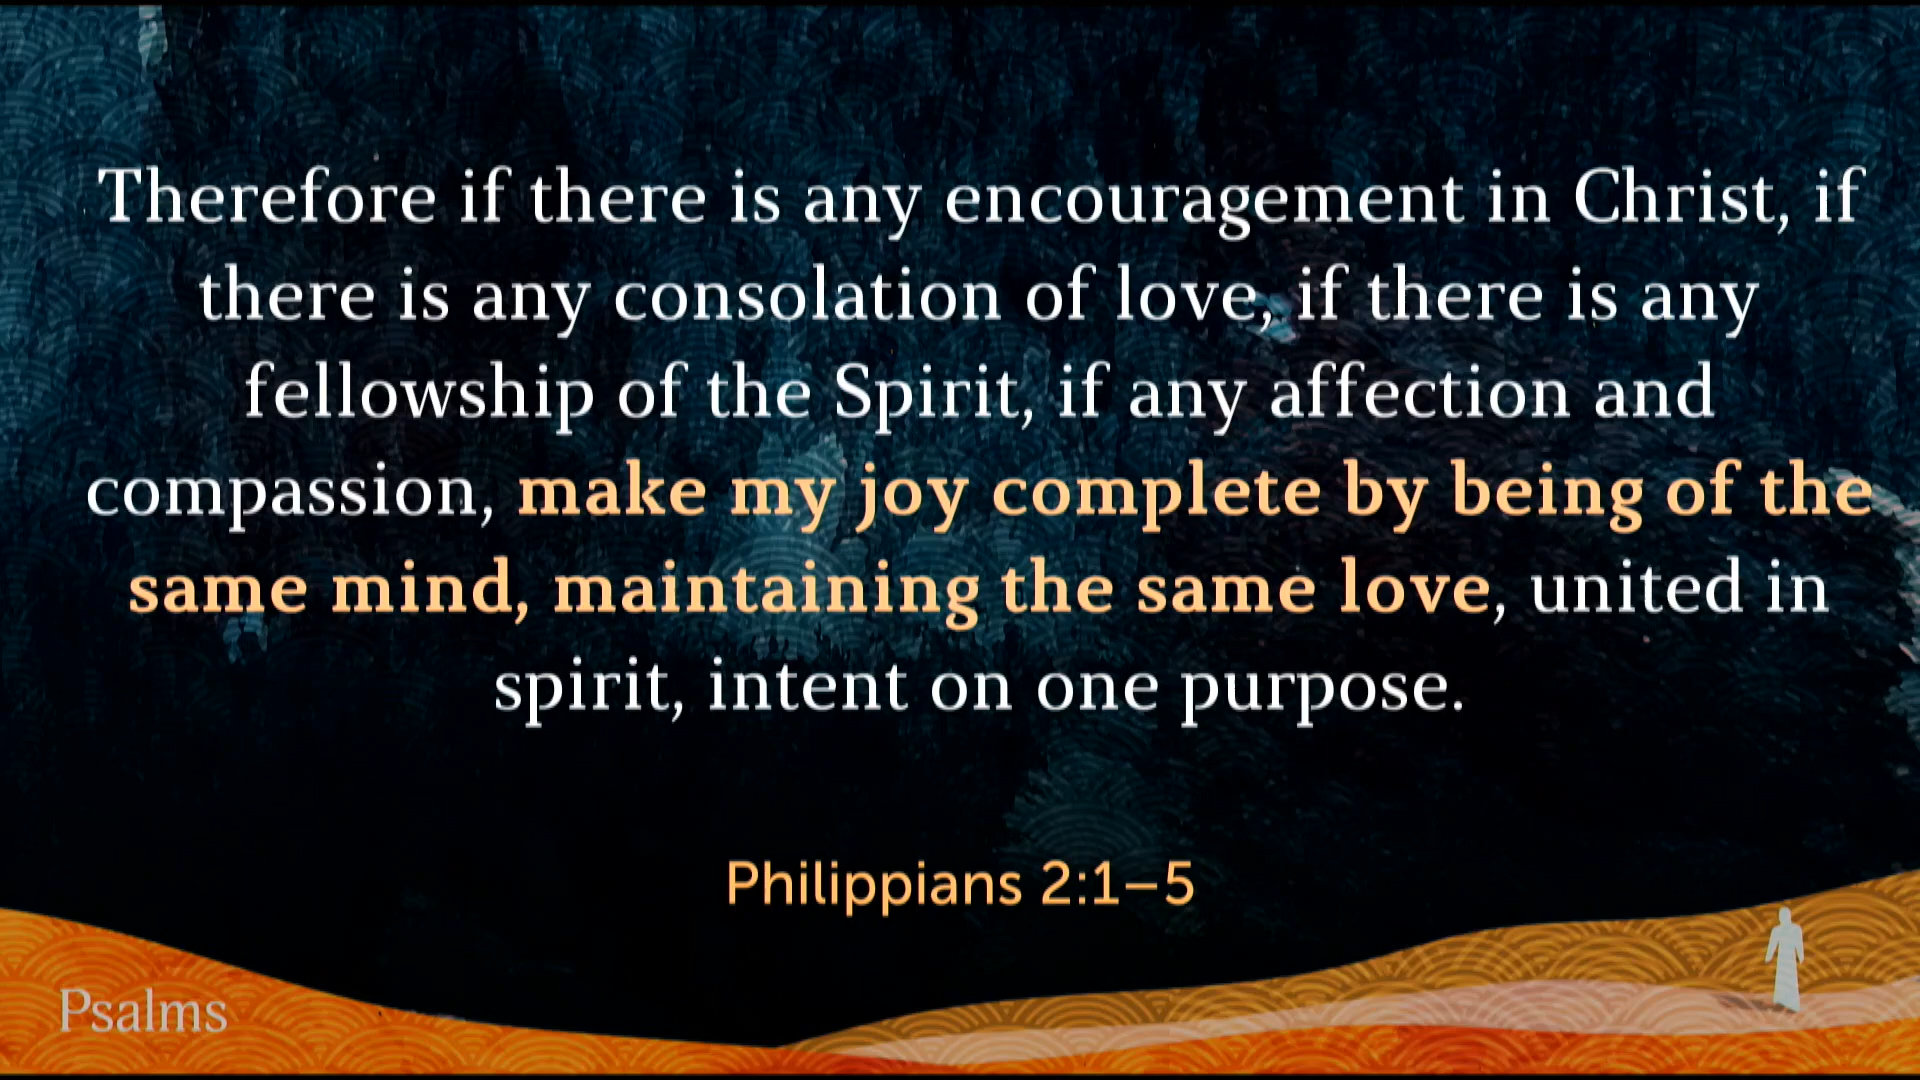 Therefore if there is any encouragement in Christ, if
there is any consolation of love, if there is any
fellowship of the Spirit, if any affection and
compassion, make my joy complete by being of the
same mind, maintaining the same love, united in
spirit, intent on one purpose.
Philippians 2:1–5
Psalms